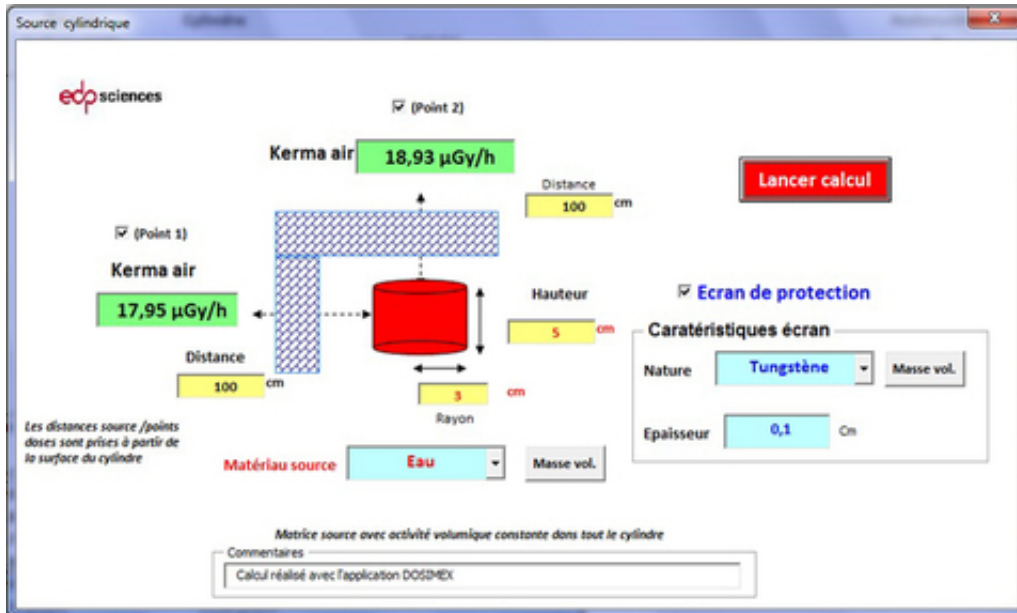 Source cylindrique
edp sciences
(Point 2)
Kerma air
18,93 µGy/h
Lancer calcul
Distance
100
cm
(Point 1)
Kerma air
17,95 µGy/h
Hauteur
5
cm
Ecran de protection
Caratéristiques écran
Nature
Tungstène
Masse vol.
Epaisseur
0,1
Cm
Distance
100
cm
3
cm
Rayon
Les distances source /points
doses sont prises à partir de
la surface du cylindre
Matériau source
Eau
Masse vol.
Matrice source avec activité volumique constante dans tout le cylindre
Commentaires
Calcul réalisé avec l'application DOSIMEX